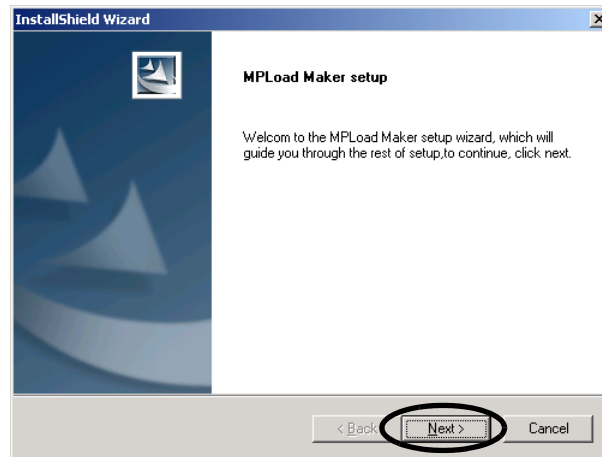 InstallShield Wizard
MPLoad Maker setup
Welcom to the MPLoad Maker setup wizard, which will
guide you through the rest of setup,to continue, click next.
< Back
Next >
Cancel